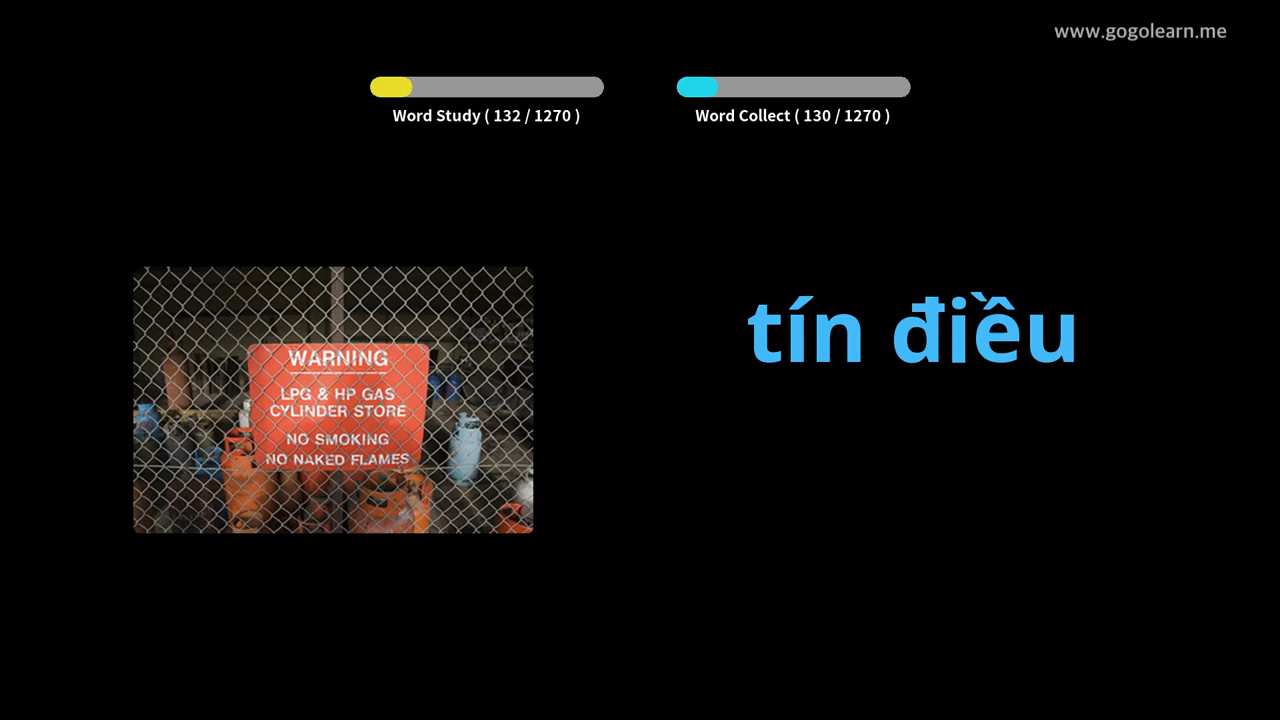 www.gogolearn.me
Word Study ( 132 / 1270 )
Word Collect ( 130 / 1270 )
WARNING
LPG & HP GAS
CYLINDER STORE
NO SMOKING
NO NAKED FLAMES
tín điều